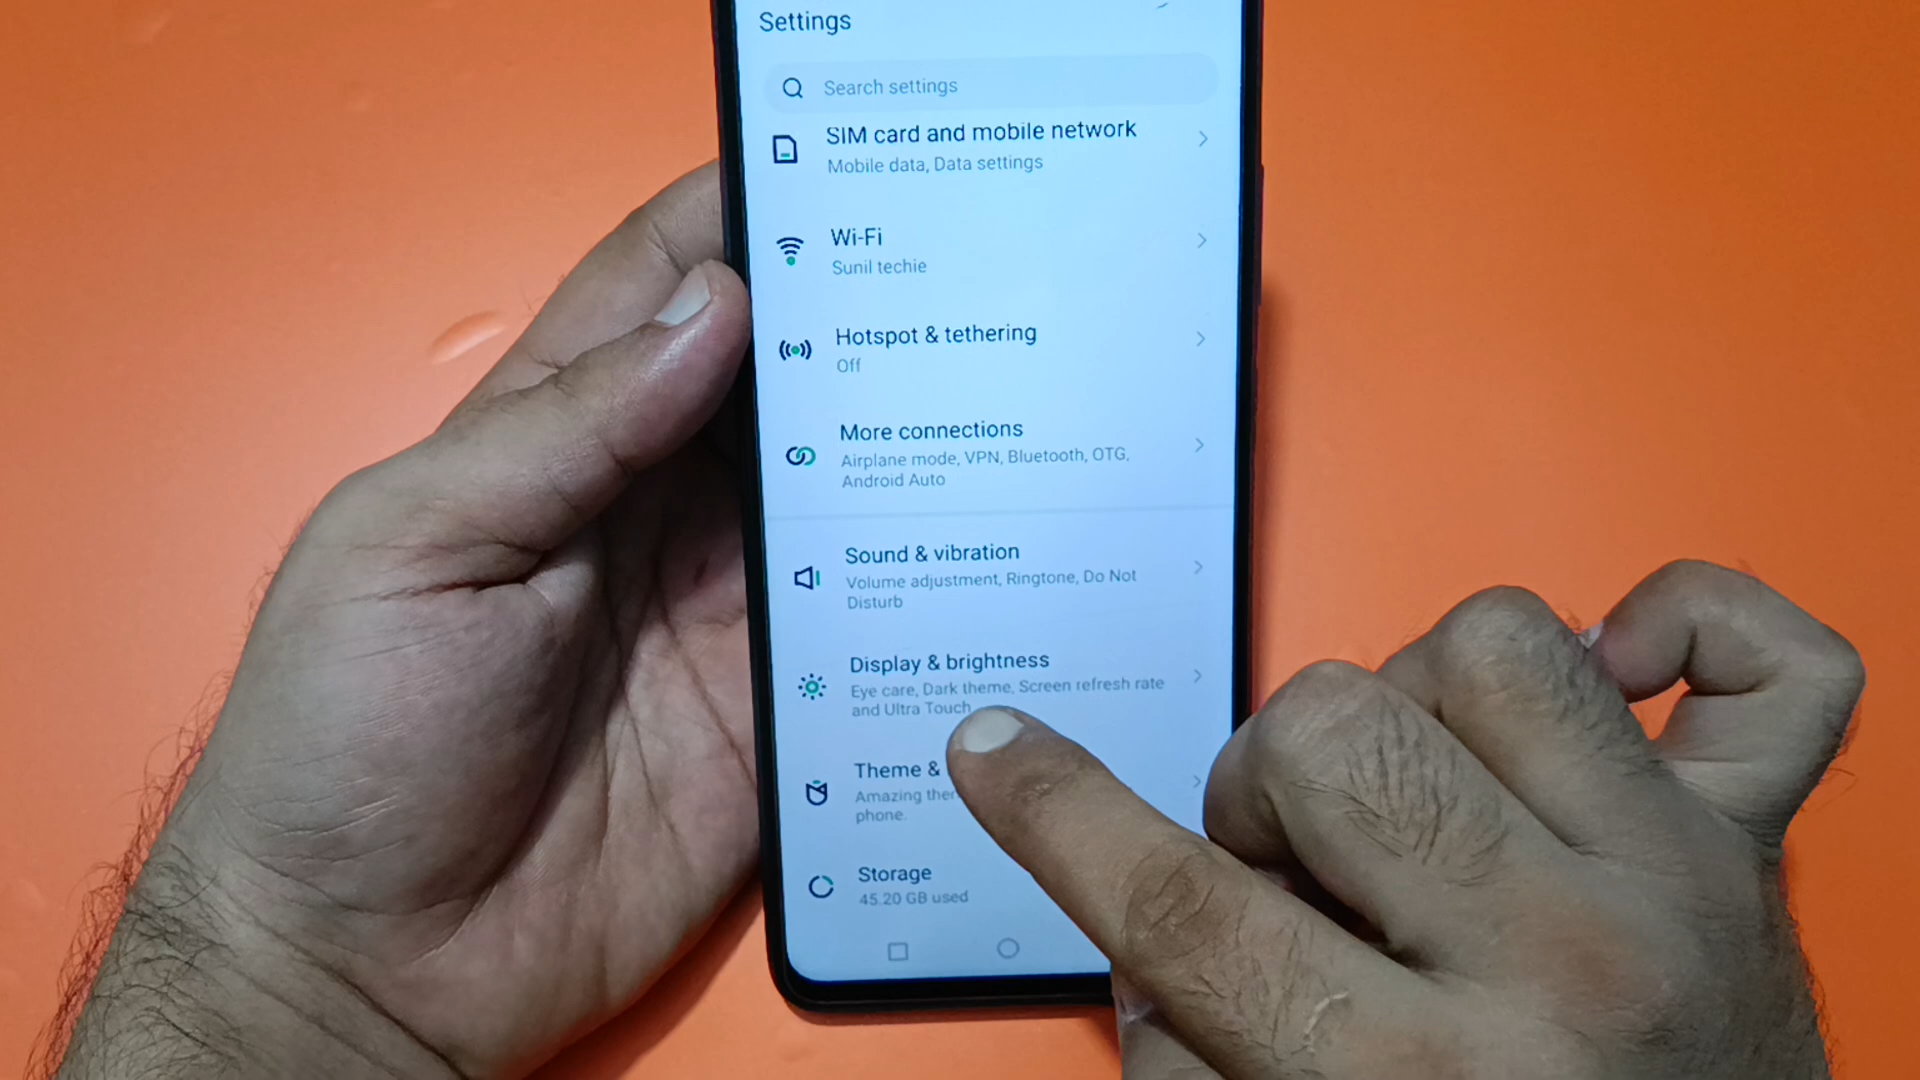 Settings
Search settings
SIM card and mobile network
Mobile data, Data settings
Wi-Fi
Sunil techie
Hotspot & tethering
Off
More connections
Airplane mode, VPN, Bluetooth, OTG,
Android Auto
Sound & vibration
Volume adjustment, Ringtone, Do Not
Disturb
Display & brightness
Eye care, Dark theme, Screen refresh rate
and Ultra Touch
Theme &
Amazing
phone.
Storage
45.20 GB used